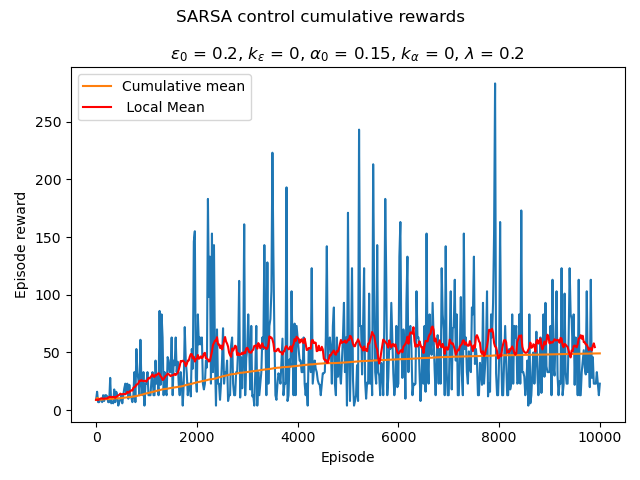 SARSA control cumulative rewards
ε₀ = 0.2, kε = 0, α₀ = 0.15, kα = 0, λ = 0.2
Cumulative mean
Local Mean
Episode reward
250
200
150
100
50
0
0 2000 4000 6000 8000 10000
Episode